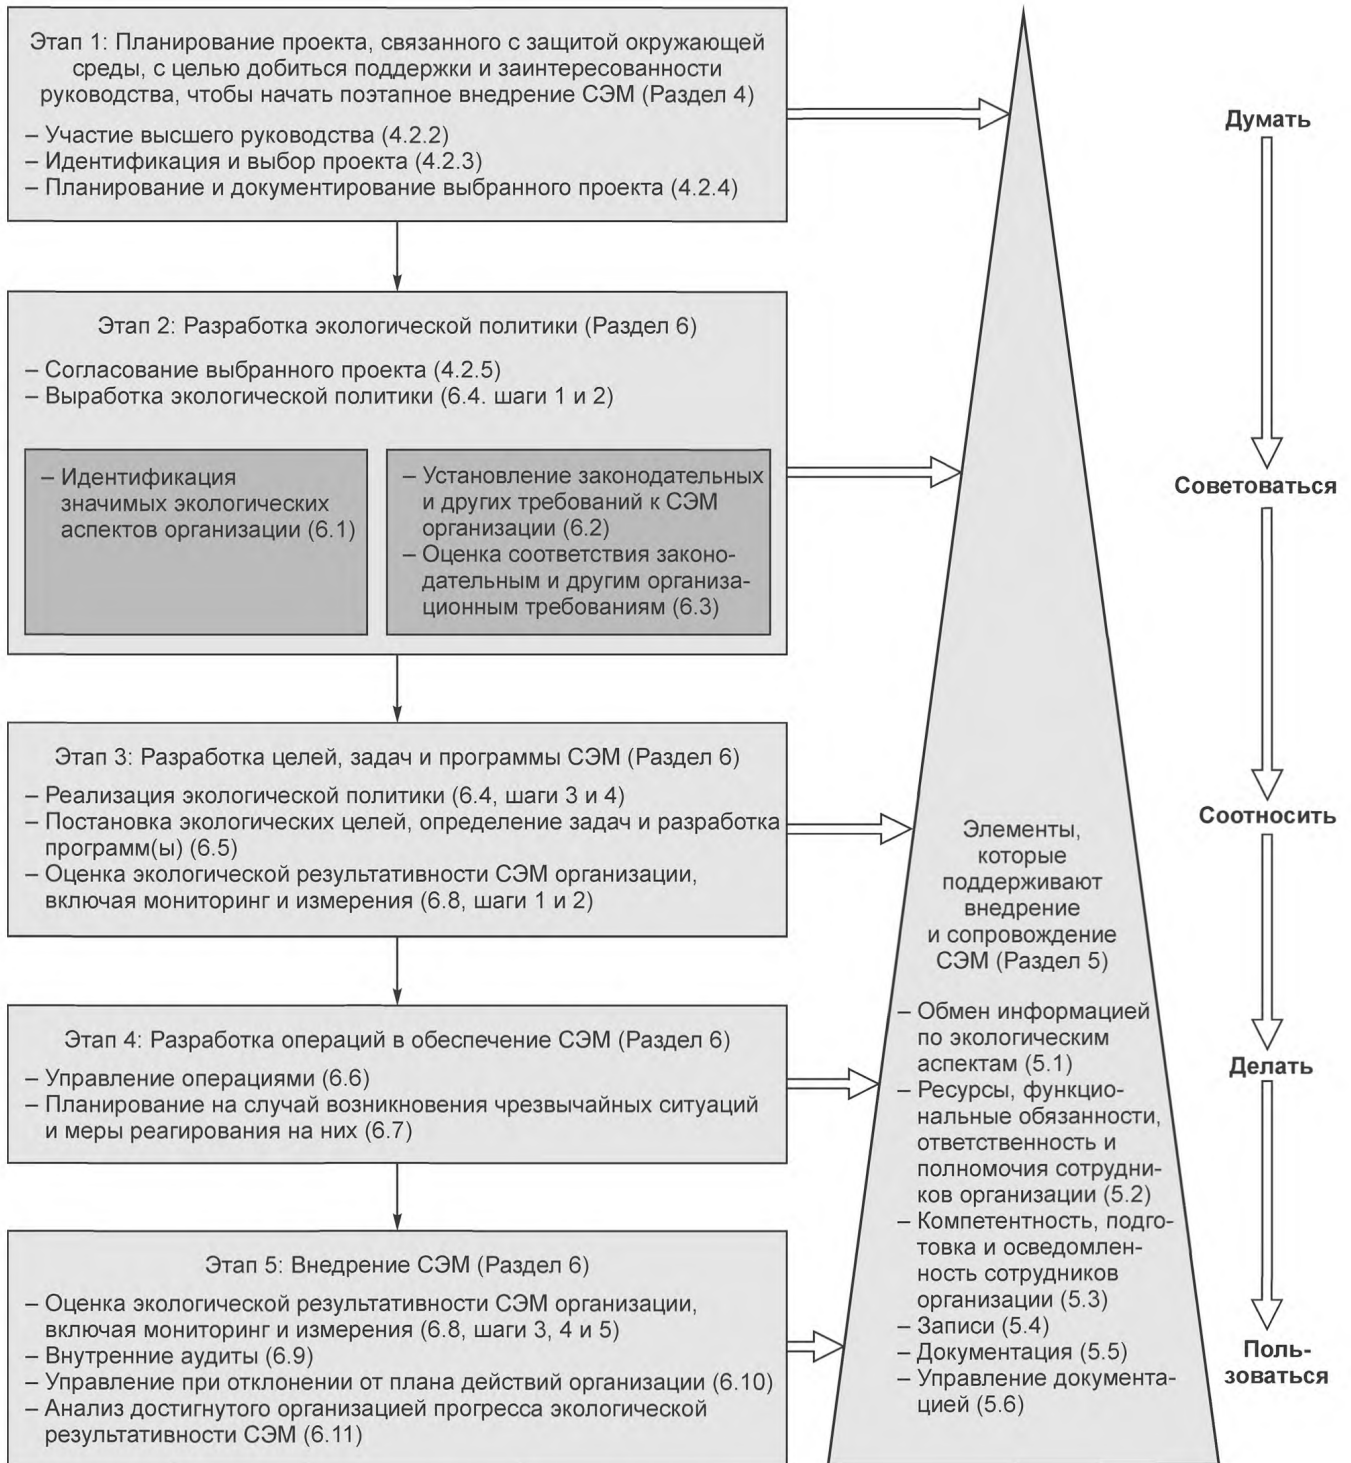 Этап 1: Планирование проекта, связанного с защитой окружающей
среды, с целью добиться поддержки и заинтересованности
руководства, чтобы начать поэтапное внедрение СЭМ (Раздел 4)
– Участие высшего руководства (4.2.2)
– Идентификация и выбор проекта (4.2.3)
– Планирование и документирование выбранного проекта (4.2.4)
Этап 2: Разработка экологической политики (Раздел 6)
– Согласование выбранного проекта (4.2.5)
– Выработка экологической политики (6.4. шаги 1 и 2)
– Идентификация
значимых экологических
аспектов организации (6.1)
– Установление законодательных
и других требований к СЭМ
организации (6.2)
– Оценка соответствия законо-
дательным и другим организа-
ционным требованиям (6.3)
Этап 3: Разработка целей, задач и программы СЭМ (Раздел 6)
– Реализация экологической политики (6.4, шаги 3 и 4)
– Постановка экологических целей, определение задач и разработка
программ(ы) (6.5)
– Оценка экологической результативности СЭМ организации,
включая мониторинг и измерения (6.8, шаги 1 и 2)
Этап 4: Разработка операций в обеспечение СЭМ (Раздел 6)
– Управление операциями (6.6)
– Планирование на случай возникновения чрезвычайных ситуаций
и меры реагирования на них (6.7)
Этап 5: Внедрение СЭМ (Раздел 6)
– Оценка экологической результативности СЭМ организации,
включая мониторинг и измерения (6.8, шаги 3, 4 и 5)
– Внутренние аудиты (6.9)
– Управление при отклонении от плана действий организации (6.10)
– Анализ достигнутого организацией прогресса экологической
результативности СЭМ (6.11)
Элементы,
которые
поддерживают
внедрение
и сопровождение
СЭМ (Раздел 5)
– Обмен информацией
по экологическим
аспектам (5.1)
– Ресурсы, функцио-
нальные обязанности,
ответственность и
полномочия сотрудни-
ков организации (5.2)
– Компетентность, подго-
товка и осведомлен-
ность сотрудников
организации (5.3)
– Записи (5.4)
– Документация (5.5)
– Управление документа-
цией (5.6)
Думать
Советоваться
Соотносить
Делать
Поль-
зоваться